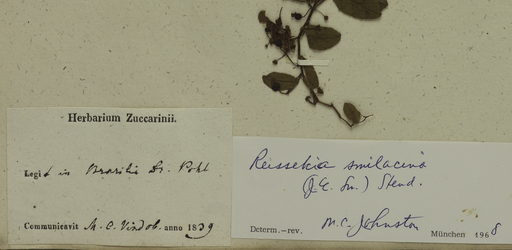 Herbarium Zuccarinii.
Legit in Brasilia Dr. Pohl
Communicavit M. C. Vindob. anno 1839
Reissekia smilacina
(J. E. Sm.) Steud.
M. C. Johnston
Determ.—rev. München 1968